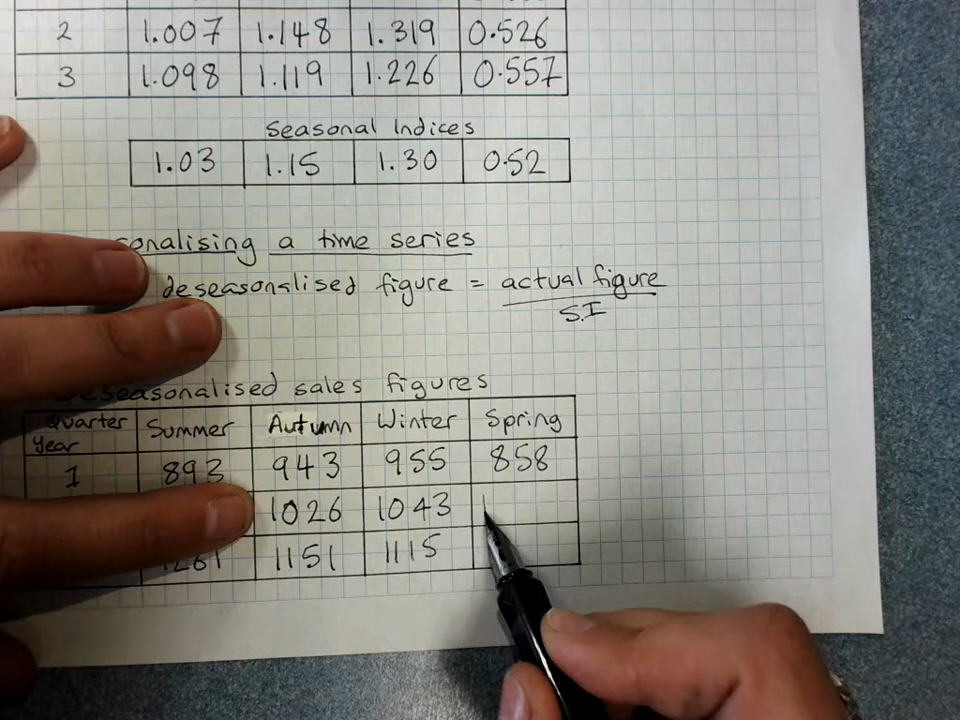 2 1.007 1.148 1.319 0.526
3 1.098 1.119 1.226 0.557
Seasonal Indices
1.03 1.15 1.30 0.52
sonalising a time series
deseasonalised figure = actual figure
S.I
Deseasonalised sales figures
Quarter Summer Autumn Winter Spring
Year
1 893 943 955 858
1026 1043
1261 1151 1115